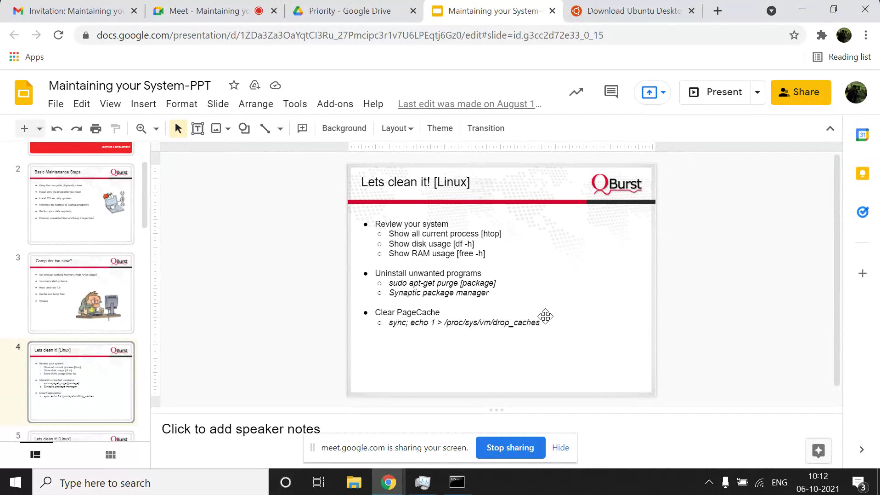 Invitation: Maintaining your
Meet - Maintaining y
Priority - Google Drive
Maintaining your System-
Download Ubuntu Deskto
docs.google.com/presentation/d/1ZDa3Za3OaYqtCI3Ru_27Pmcipc3r1v7U6LPEqtj6Gz0/edit#slide=id.g3cc2d72e33_0_15
Apps
Reading list
Maintaining your System-PPT
File Edit View Insert Format Slide Arrange Tools Add-ons Help Last edit was made on August 1...
Present
Share
Background Layout Theme Transition
2
Basic Maintenance Steps
QBurst
3
QBurst
4
Lets clean it! [Linux]
QBurst
5
Lets clean it! [Linux]
QBurst
Lets clean it! [Linux]
QBurst
● Review your system
○ Show all current process [htop]
○ Show disk usage [df -h]
○ Show RAM usage [free -h]
● Uninstall unwanted programs
○ sudo apt-get purge [package]
○ Synaptic package manager
● Clear PageCache
○ sync; echo 1 > /proc/sys/vm/drop_caches
Click to add speaker notes
meet.google.com is sharing your screen.
Stop sharing
Hide
Type here to search
ENG
10:12
06-10-2021
3